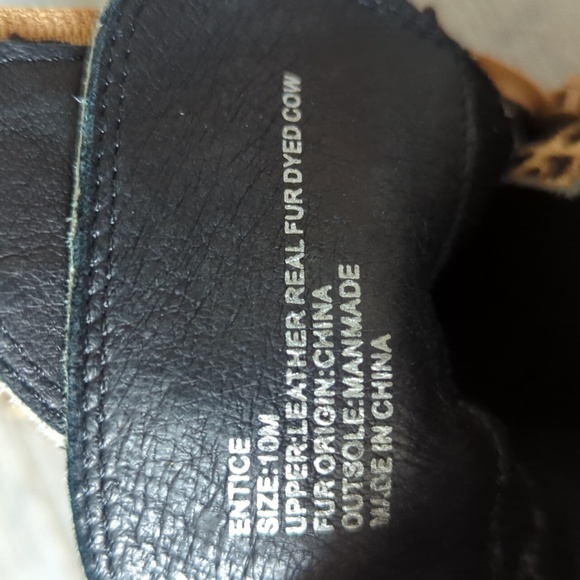 ENTICE
SIZE:10M
UPPER:LEATHER REAL FUR DYED COW
FUR ORIGIN:CHINA
OUTSOLE:MANMADE
MADE IN CHINA